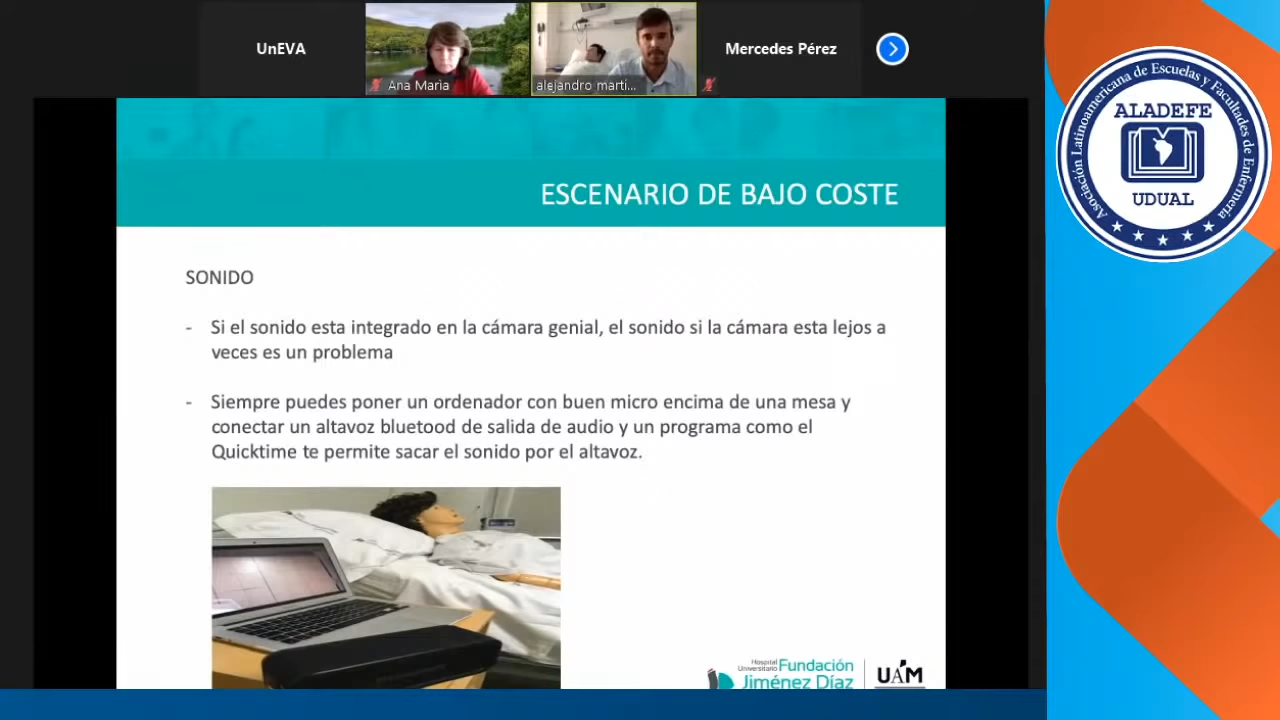 UnEVA
Ana Maria
alejandro marti...
Mercedes Pérez
ESCENARIO DE BAJO COSTE
SONIDO
- Si el sonido esta integrado en la cámara genial, el sonido si la cámara esta lejos a
veces es un problema
- Siempre puedes poner un ordenador con buen micro encima de una mesa y
conectar un altavoz bluetood de salida de audio y un programa como el
Quicktime te permite sacar el sonido por el altavoz.
Hospital
Universitario
Fundación
Jiménez Díaz
UAM
Asociación Latinoamericana de Escuelas y Facultades de Enfermería
ALADEFE
UDUAL